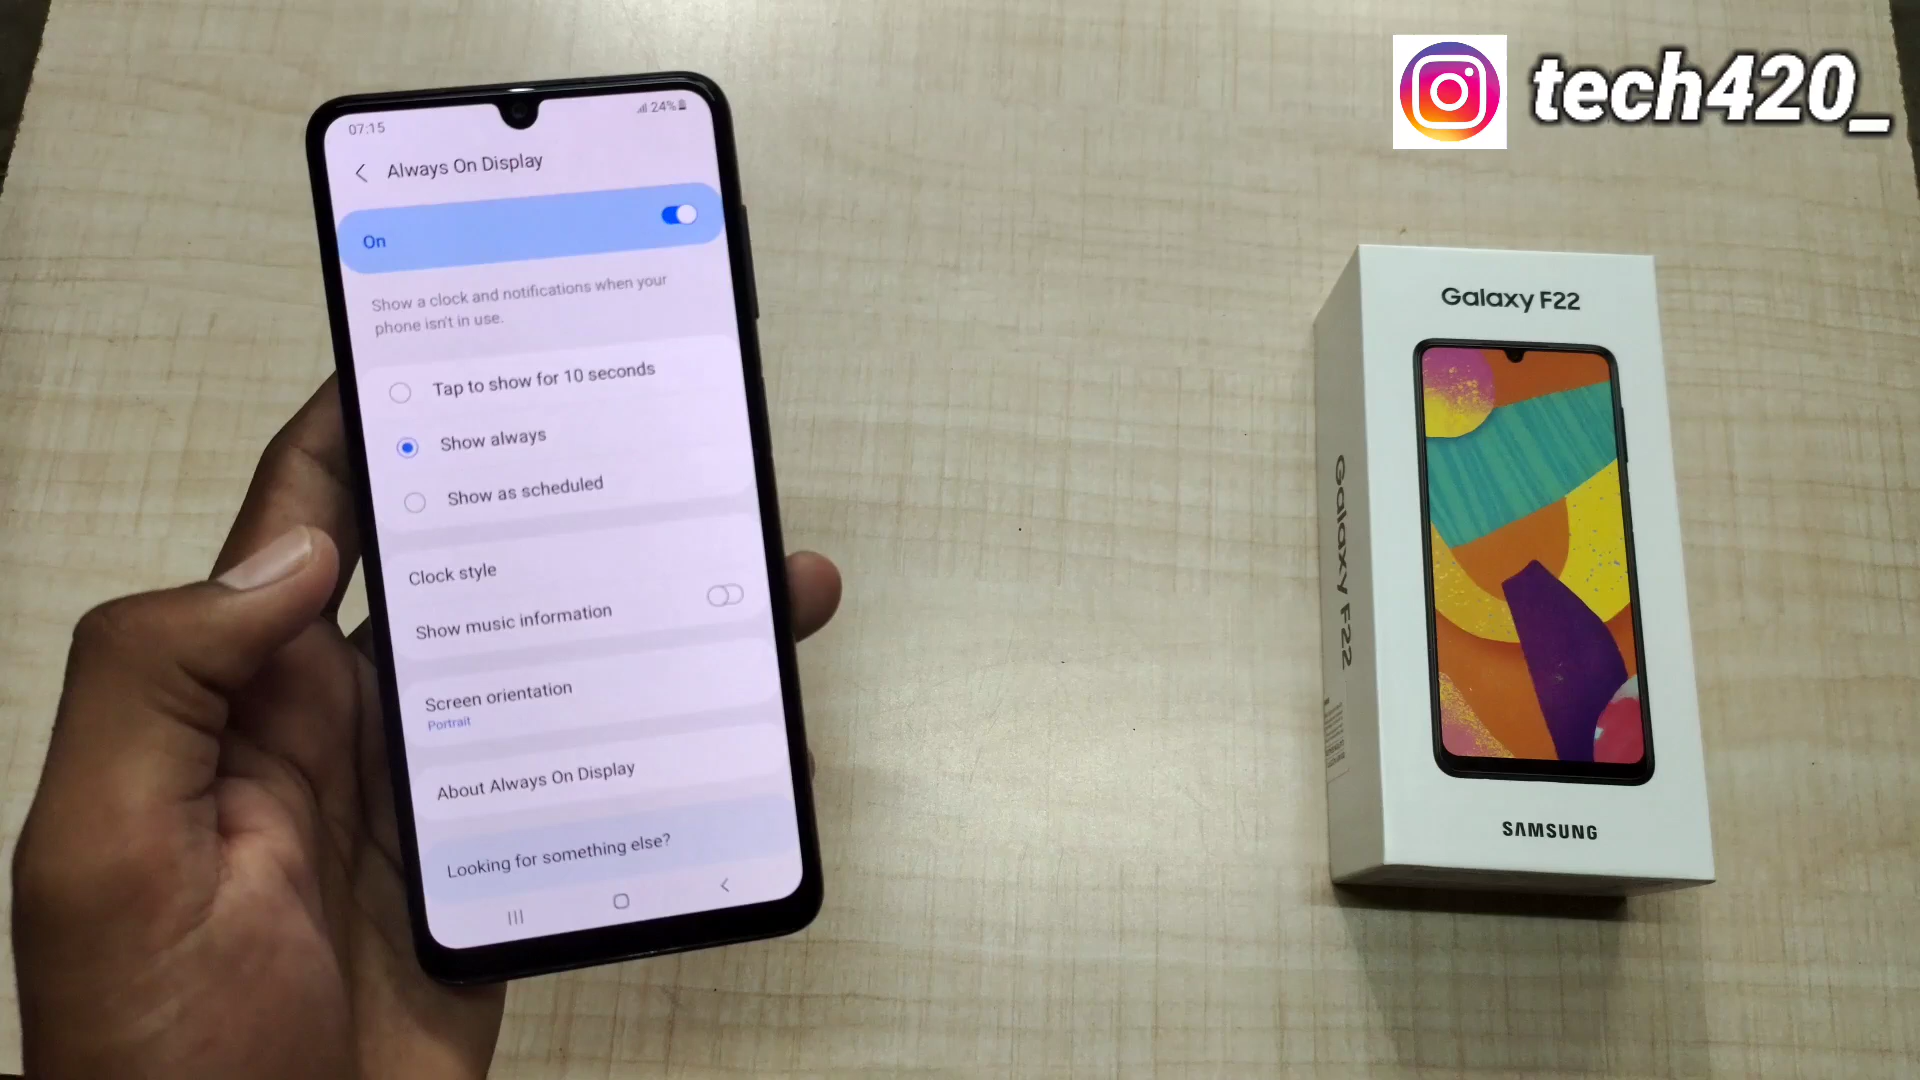 tech420_
07:15
24%
Always On Display
On
Show a clock and notifications when your
phone isn't in use.
Tap to show for 10 seconds
Show always
Show as scheduled
Clock style
Show music information
Screen orientation
Portrait
About Always On Display
Looking for something else?
Galaxy F22
Galaxy F22
SAMSUNG